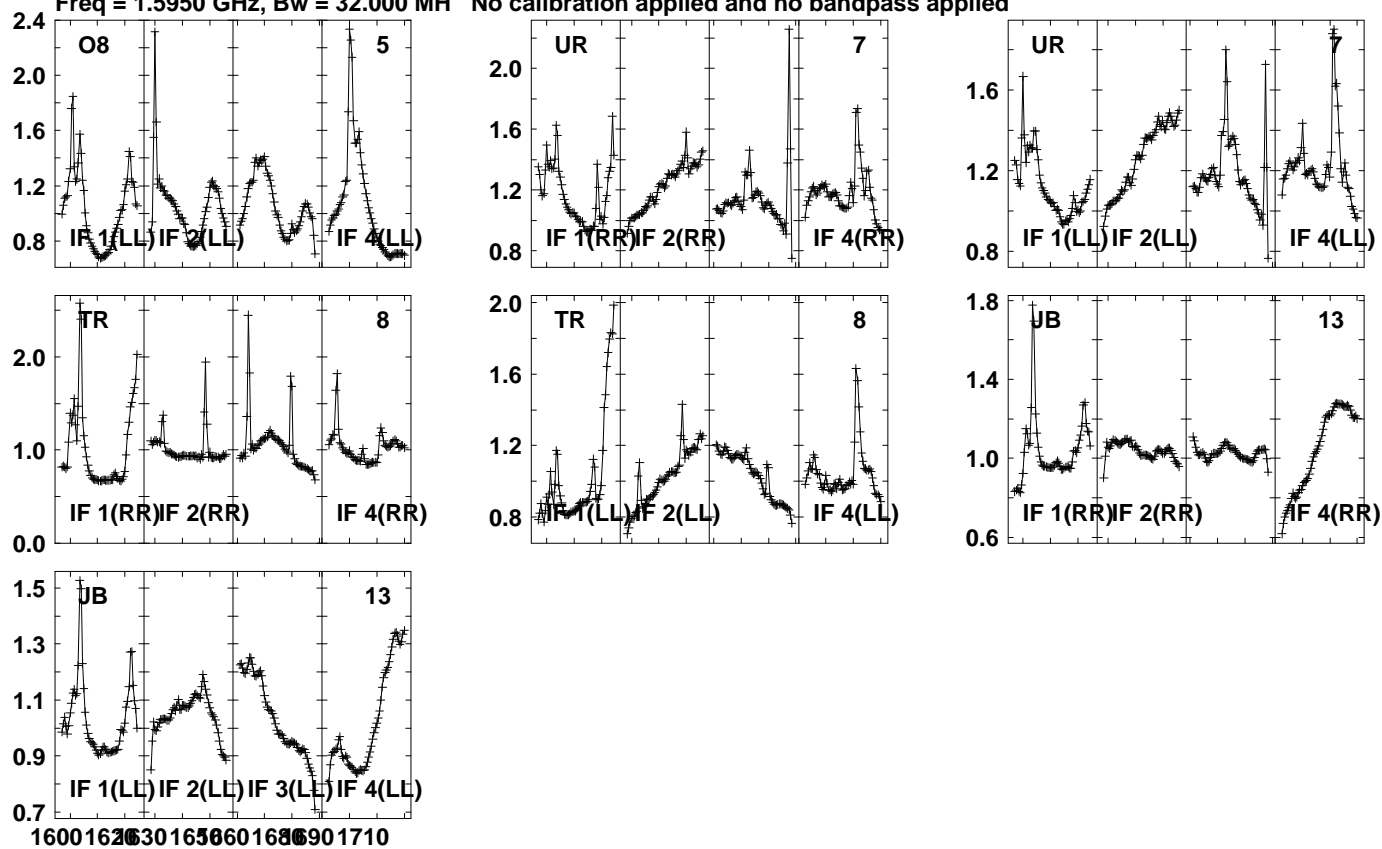 Freq = 1.5950 GHz, Bw = 32.000 MH No calibration applied and no bandpass applied
2.4 O8 5
2.0
1.6
1.2
0.8 IF 1(LL) IF 2(LL) IF 4(LL)
UR 7
2.0
1.6
1.2
0.8 IF 1(RR) IF 2(RR) IF 4(RR)
UR 7
1.6
1.2
0.8 IF 1(LL) IF 2(LL) IF 4(LL)
TR 8
2.0
1.0
IF 1(RR) IF 2(RR) IF 4(RR)
0.0
2.0 TR 8
1.6
1.2
0.8 IF 1(LL) IF 2(LL) IF 4(LL)
1.8 JB 13
1.4
1.0
IF 1(RR) IF 2(RR) IF 4(RR)
0.6
1.5 JB 13
1.3
1.1
0.9
IF 1(LL) IF 2(LL) IF 3(LL) IF 4(LL)
0.7
1600 1620 1630 1650 1660 1680 1690 1710